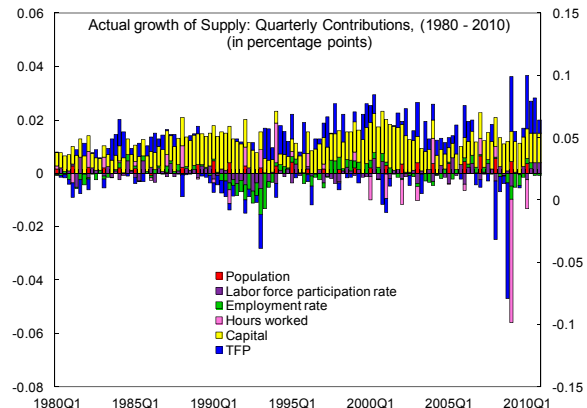 Actual growth of Supply: Quarterly Contributions, (1980 - 2010)
(in percentage points)
0.06
0.04
0.02
0
-0.02
-0.04
-0.06
-0.08
0.15
0.1
0.05
0
-0.05
-0.1
-0.15
Population
Labor force participation rate
Employment rate
Hours worked
Capital
TFP
1980Q1 1985Q1 1990Q1 1995Q1 2000Q1 2005Q1 2010Q1